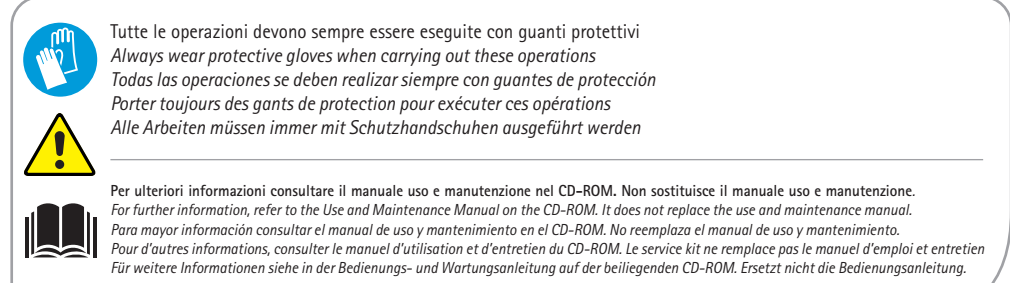 Tutte le operazioni devono sempre essere eseguite con guanti protettivi
Always wear protective gloves when carrying out these operations
Todas las operaciones se deben realizar siempre con guantes de protección
Porter toujours des gants de protection pour exécuter ces opérations
Alle Arbeiten müssen immer mit Schutzhandschuhen ausgeführt werden
Per ulteriori informazioni consultare il manuale uso e manutenzione nel CD-ROM. Non sostituisce il manuale uso e manutenzione.
For further information, refer to the Use and Maintenance Manual on the CD-ROM. It does not replace the use and maintenance manual.
Para mayor información consultar el manual de uso y mantenimiento en el CD-ROM. No reemplaza el manual de uso y mantenimiento.
Pour d'autres informations, consulter le manuel d'utilisation et d'entretien du CD-ROM. Le service kit ne remplace pas le manuel d'emploi et entretien
Für weitere Informationen siehe in der Bedienungs- und Wartungsanleitung auf der beiliegenden CD-ROM. Ersetzt nicht die Bedienungsanleitung.